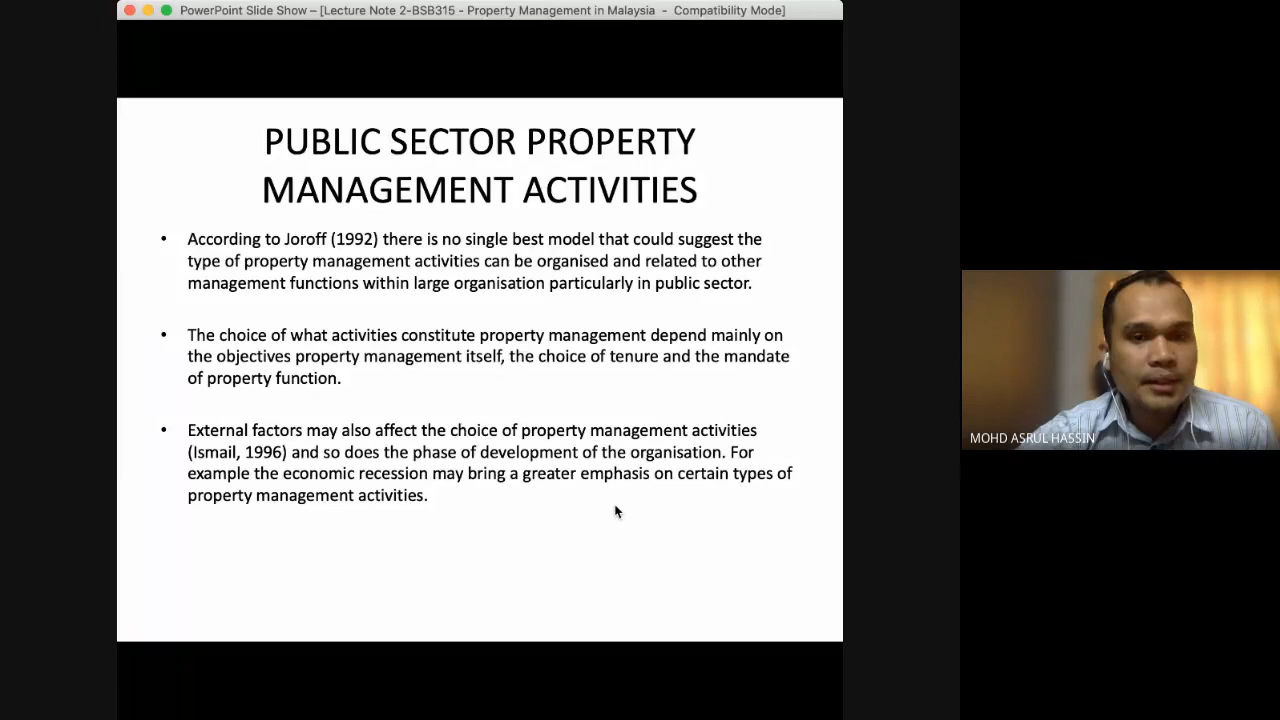 PowerPoint Slide Show – [Lecture Note 2-BSB315 - Property Management in Malaysia - Compatibility Mode]
PUBLIC SECTOR PROPERTY
MANAGEMENT ACTIVITIES
• According to Joroff (1992) there is no single best model that could suggest the
type of property management activities can be organised and related to other
management functions within large organisation particularly in public sector.
• The choice of what activities constitute property management depend mainly on
the objectives property management itself, the choice of tenure and the mandate
of property function.
• External factors may also affect the choice of property management activities
(Ismail, 1996) and so does the phase of development of the organisation. For
example the economic recession may bring a greater emphasis on certain types of
property management activities.
MOHD ASRUL HASSIN